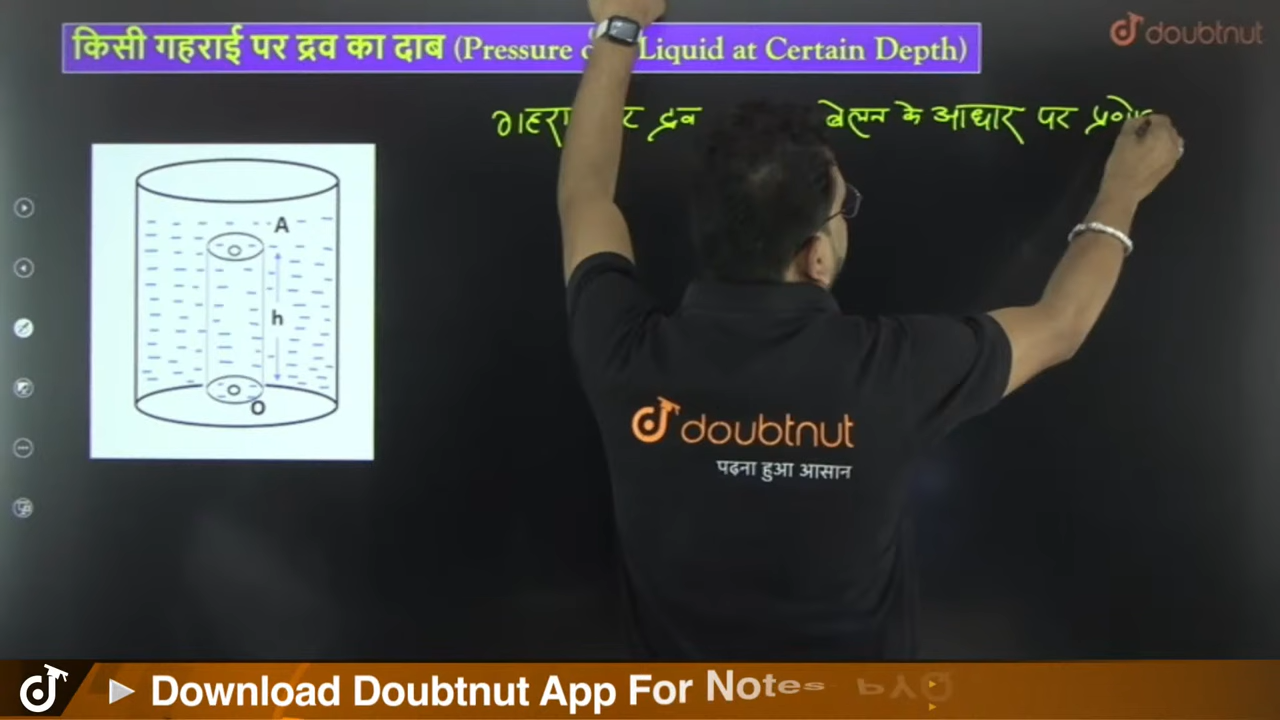 किसी गहराई पर द्रव का दाब (Pressure Liquid at Certain Depth)
doubtnut
द्रव बेलन के आधार पर
A
h
O
doubtnut
पढ़ना हुआ आसान
Download Doubtnut App For Notes